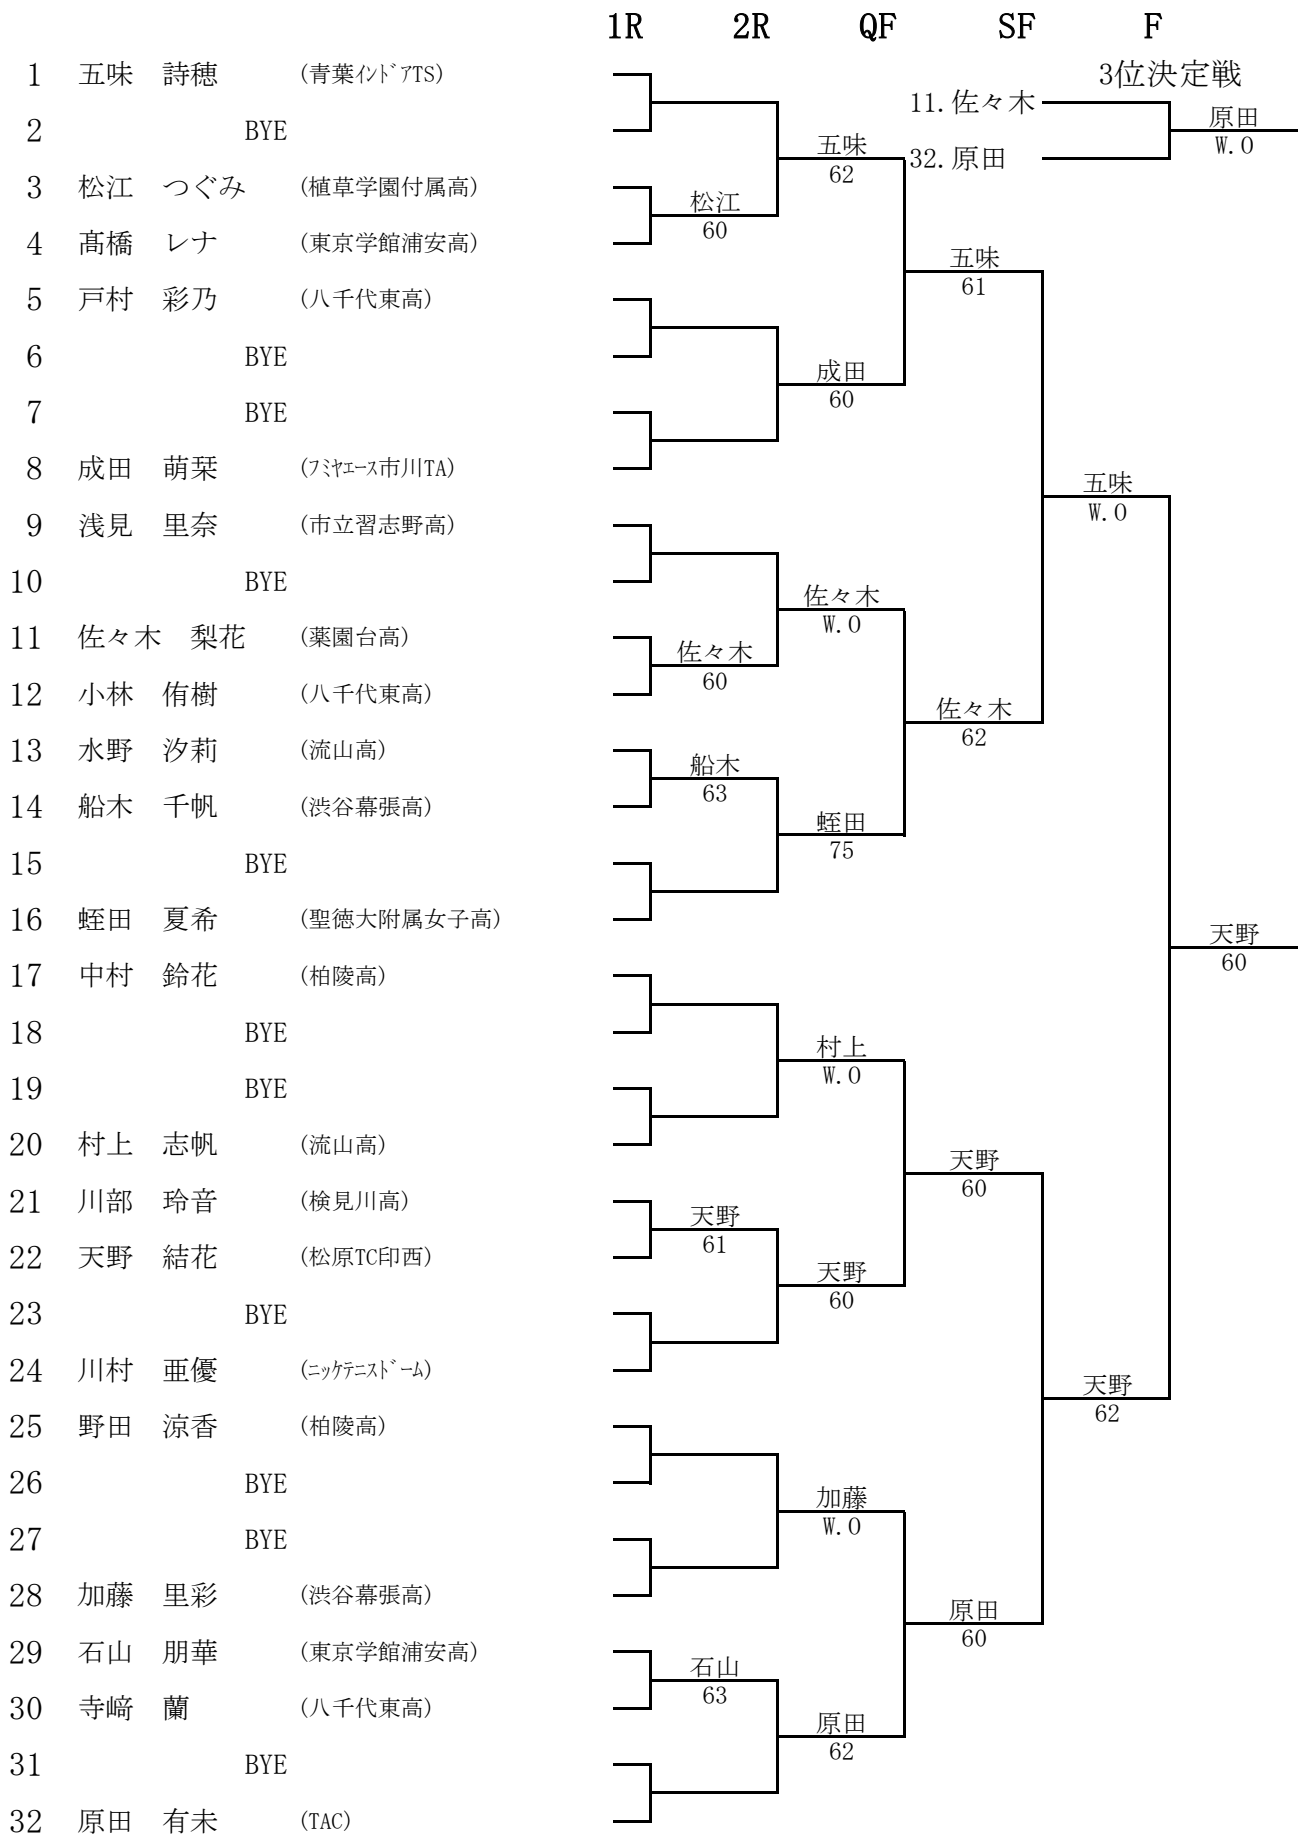 1R 2R QF SF F
3位決定戦
1 五味 詩穂 (青葉ｲﾝﾄﾞｱTS)
11. 佐々木
原田
2 BYE
五味
W.O
32. 原田
62
3 松江 つぐみ (植草学園付属高)
松江
4 髙橋 レナ (東京学館浦安高)
60
五味
61
5 戸村 彩乃 (八千代東高)
6 BYE
成田
60
7 BYE
8 成田 萌栞 (ﾌﾐﾔｴｰｽ市川TA)
五味
W.O
9 浅見 里奈 (市立習志野高)
10 BYE
佐々木
W.O
11 佐々木 梨花 (薬園台高)
佐々木
60
12 小林 侑樹 (八千代東高)
佐々木
62
13 水野 汐莉 (流山高)
船木
63
14 船木 千帆 (渋谷幕張高)
蛭田
75
15 BYE
16 蛭田 夏希 (聖徳大附属女子高)
天野
60
17 中村 鈴花 (柏陵高)
18 BYE
村上
W.O
19 BYE
20 村上 志帆 (流山高)
天野
60
21 川部 玲音 (検見川高)
天野
61
22 天野 結花 (松原TC印西)
天野
60
23 BYE
24 川村 亜優 (ﾆｯｹﾃﾆｽﾄﾞｰﾑ)
天野
62
25 野田 涼香 (柏陵高)
26 BYE
加藤
W.O
27 BYE
28 加藤 里彩 (渋谷幕張高)
原田
60
29 石山 朋華 (東京学館浦安高)
石山
63
30 寺﨑 蘭 (八千代東高)
原田
62
31 BYE
32 原田 有未 (TAC)